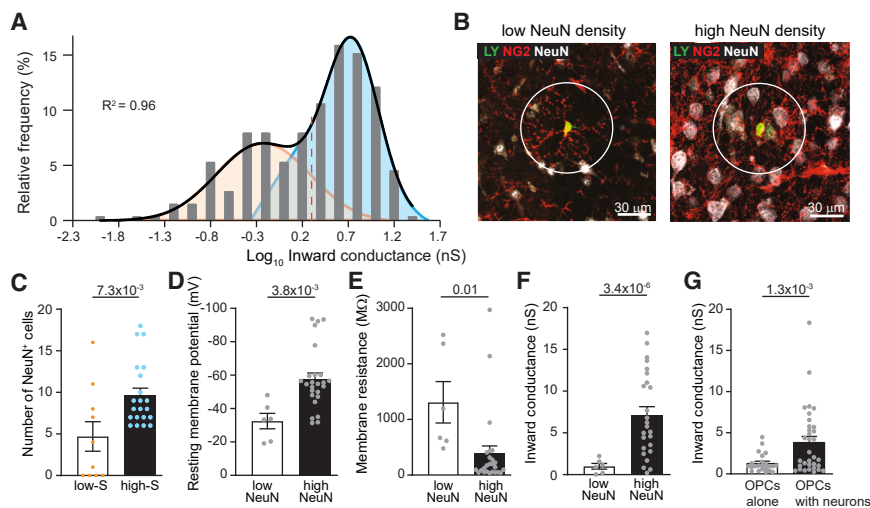 A
Relative frequency (%)
15
10
5
0
R² = 0.96
-2.3 -1.8 -1.3 -0.8 -0.3 0.2 0.7 1.2 1.7
Log₁₀ Inward conductance (nS)
B
low NeuN density
LY NG2 NeuN
30 µm
high NeuN density
LY NG2 NeuN
30 µm
C
7.3x10⁻³
Number of NeuN⁺ cells
20
15
10
5
0
low-S high-S
D
3.8x10⁻³
Resting membrane potential (mV)
-100
-80
-60
-40
-20
0
low NeuN
high NeuN
E
0.01
Membrane resistance (MΩ)
3000
2000
1000
0
low NeuN
high NeuN
F
3.4x10⁻⁶
Inward conductance (nS)
20
15
10
5
0
low NeuN
high NeuN
G
1.3x10⁻³
Inward conductance (nS)
20
15
10
5
0
OPCs alone
OPCs with neurons